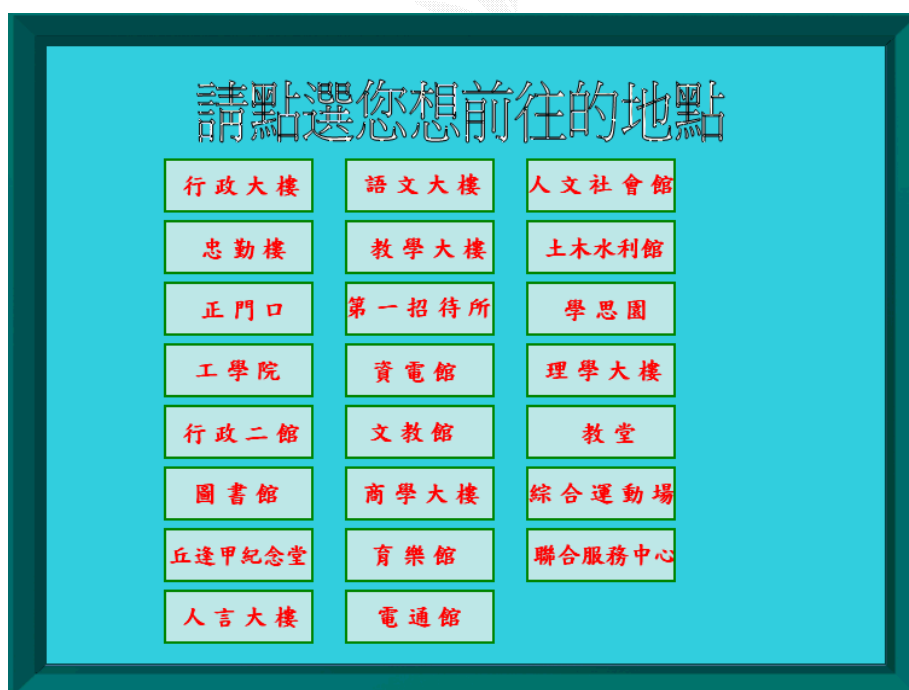 請點選您想前往的地點
行政大樓 語文大樓 人文社會館
忠勤樓 教學大樓 土木水利館
正門口 第一招待所 學思園
工學院 資電館 理學大樓
行政二館 文教館 教堂
圖書館 商學大樓 綜合運動場
丘逢甲紀念堂 育樂館 聯合服務中心
人言大樓 電通館